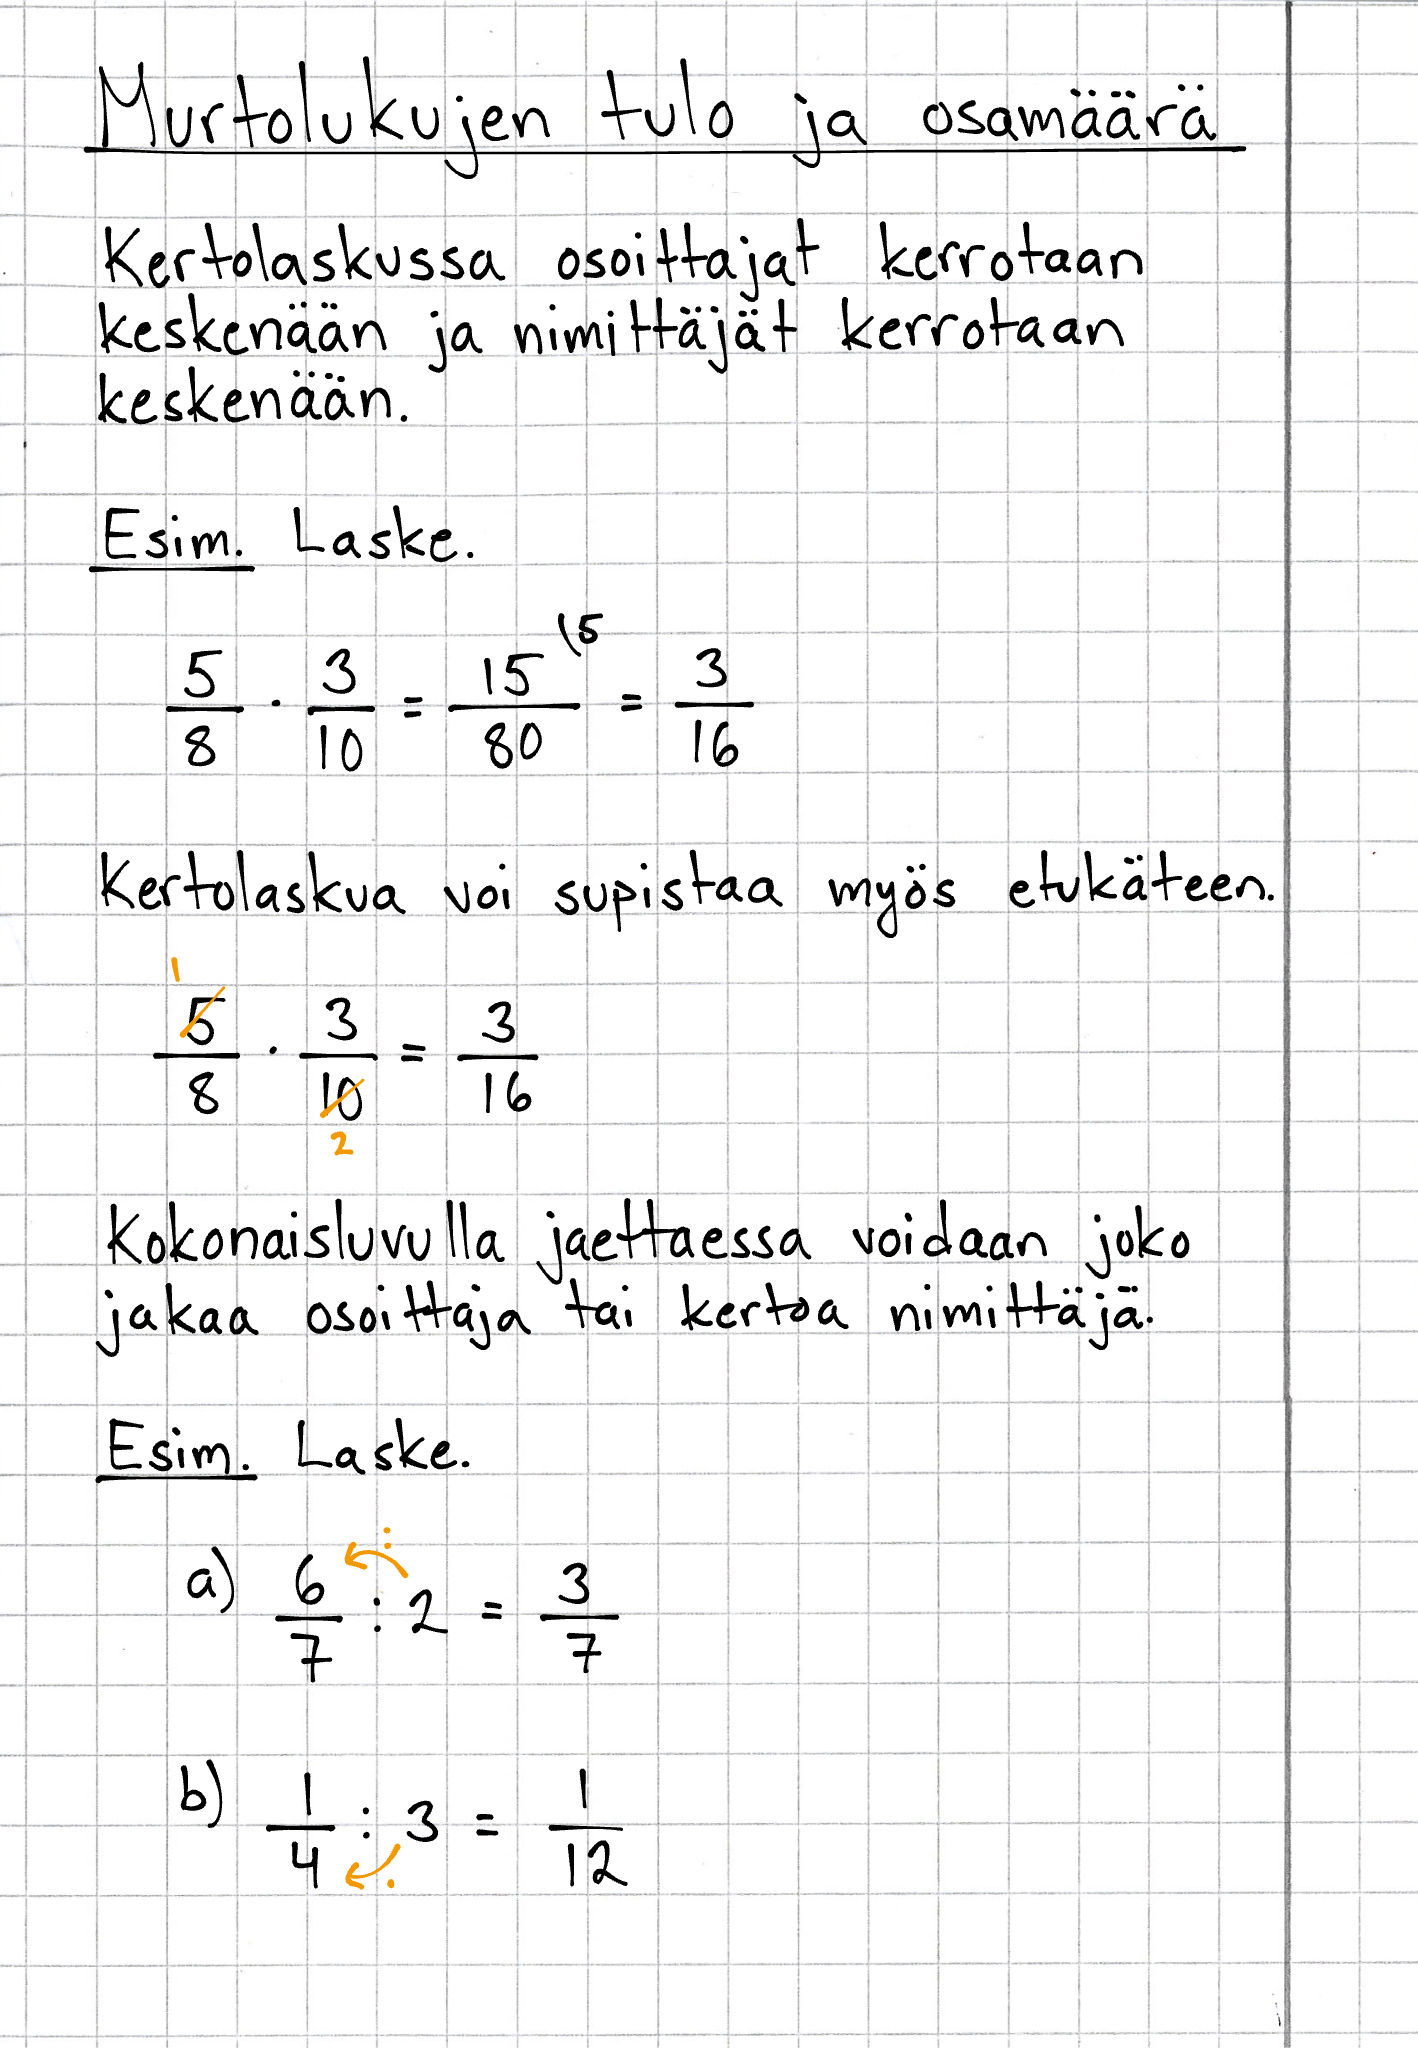 Murtolukujen tulo ja osamäärä
Kertolaskussa osoittajat kerrotaan
keskenään ja nimittäjät kerrotaan
keskenään.
Esim. Laske.
5/8 · 3/10 = 15/80 (5 = 3/16
Kertolaskua voi supistaa myös etukäteen.
1
5/8 · 3/10 = 3/16
2
Kokonaisluvulla jaettaessa voidaan joko
jakaa osoittaja tai kertoa nimittäjä.
Esim. Laske.
:
a) 6/7 : 2 = 3/7
b) 1/4 : 3 = 1/12
·